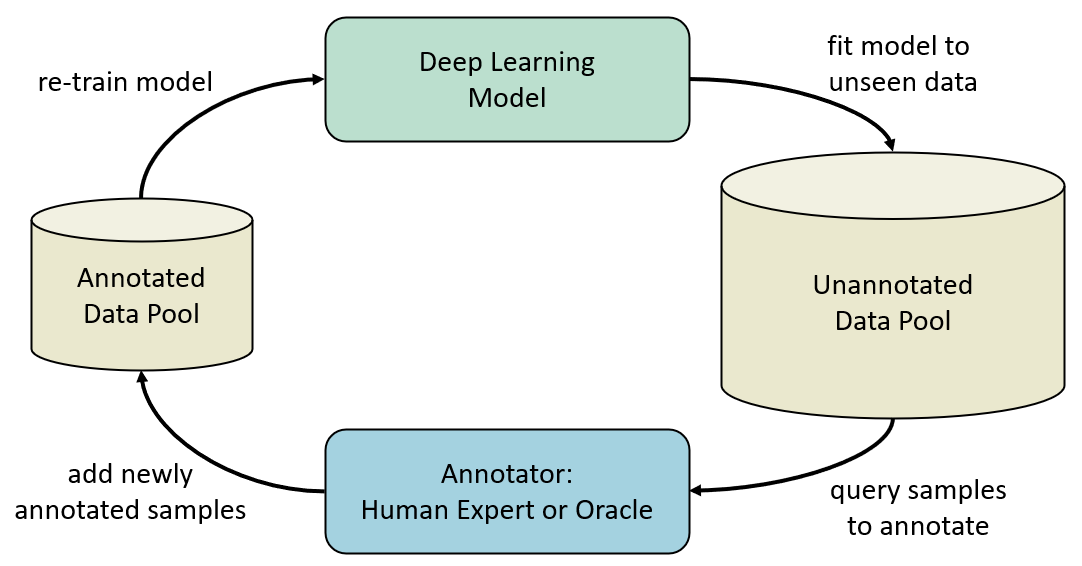 Deep Learning
Model
fit model to
unseen data
re-train model
Annotated
Data Pool
Unannotated
Data Pool
add newly
annotated samples
Annotator:
Human Expert or Oracle
query samples
to annotate